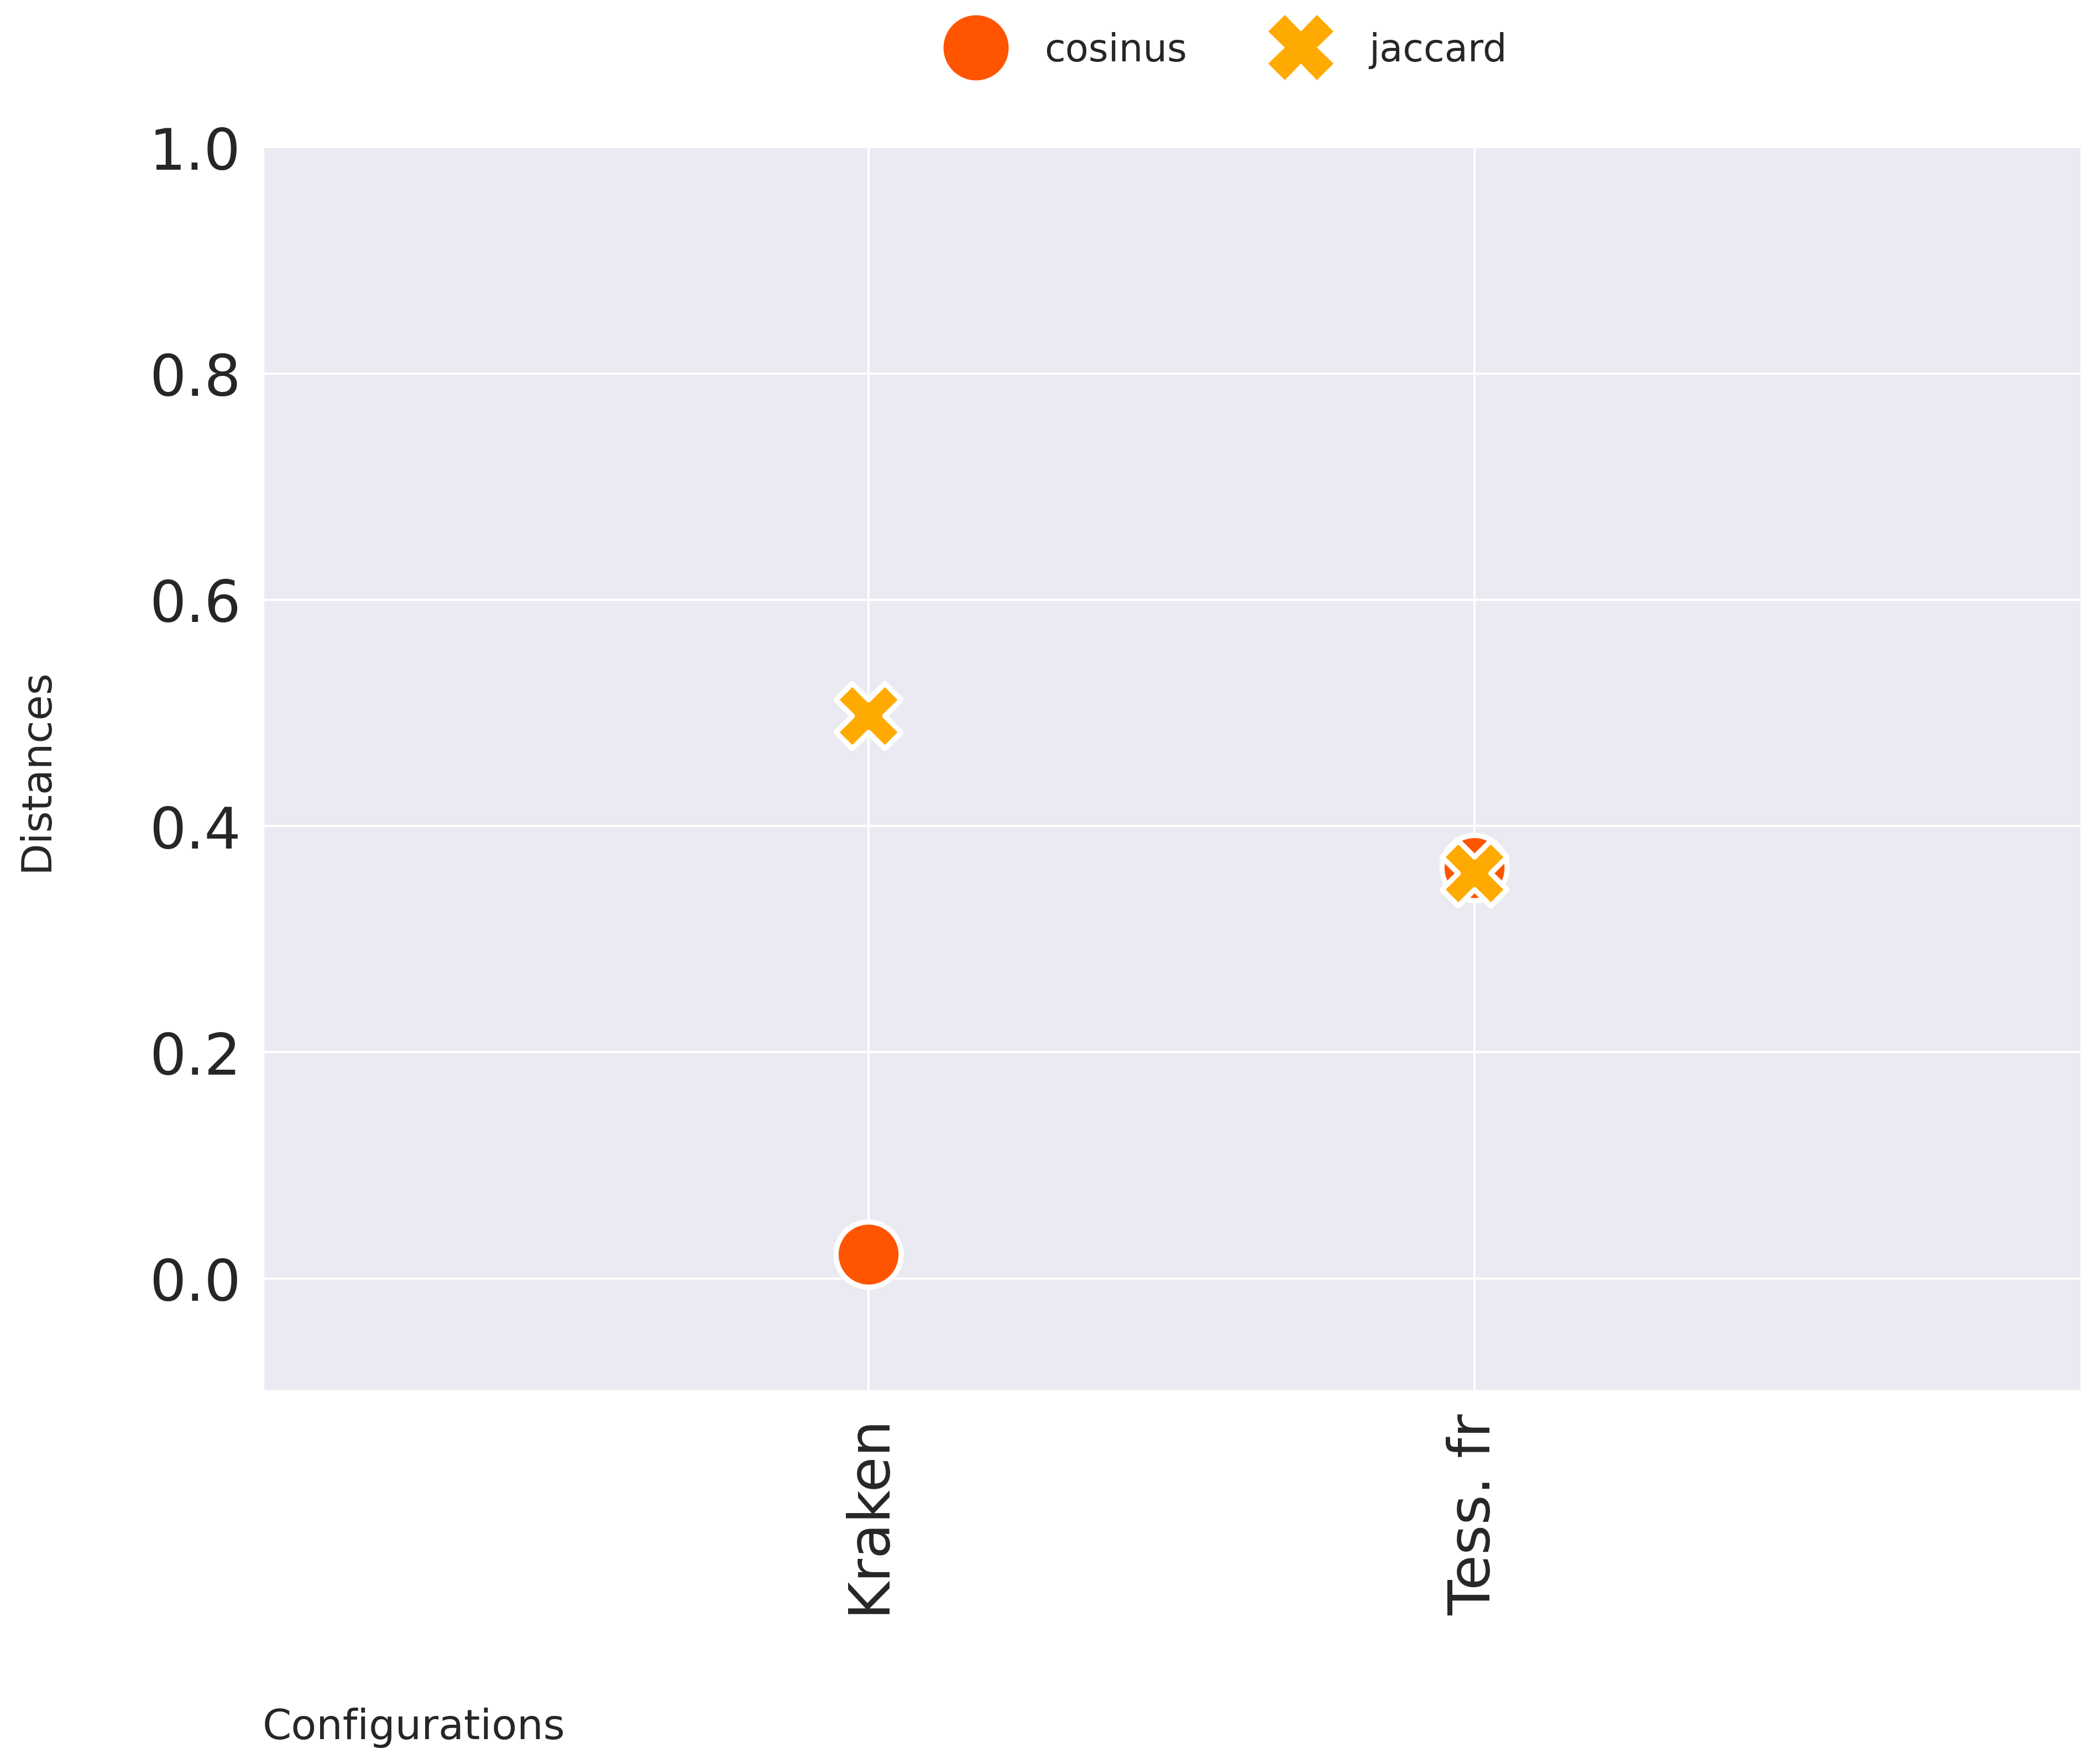 cosinus jaccard
1.0
0.8
0.6
0.4
0.2
0.0
Distances
Kraken
Tess. fr
Configurations